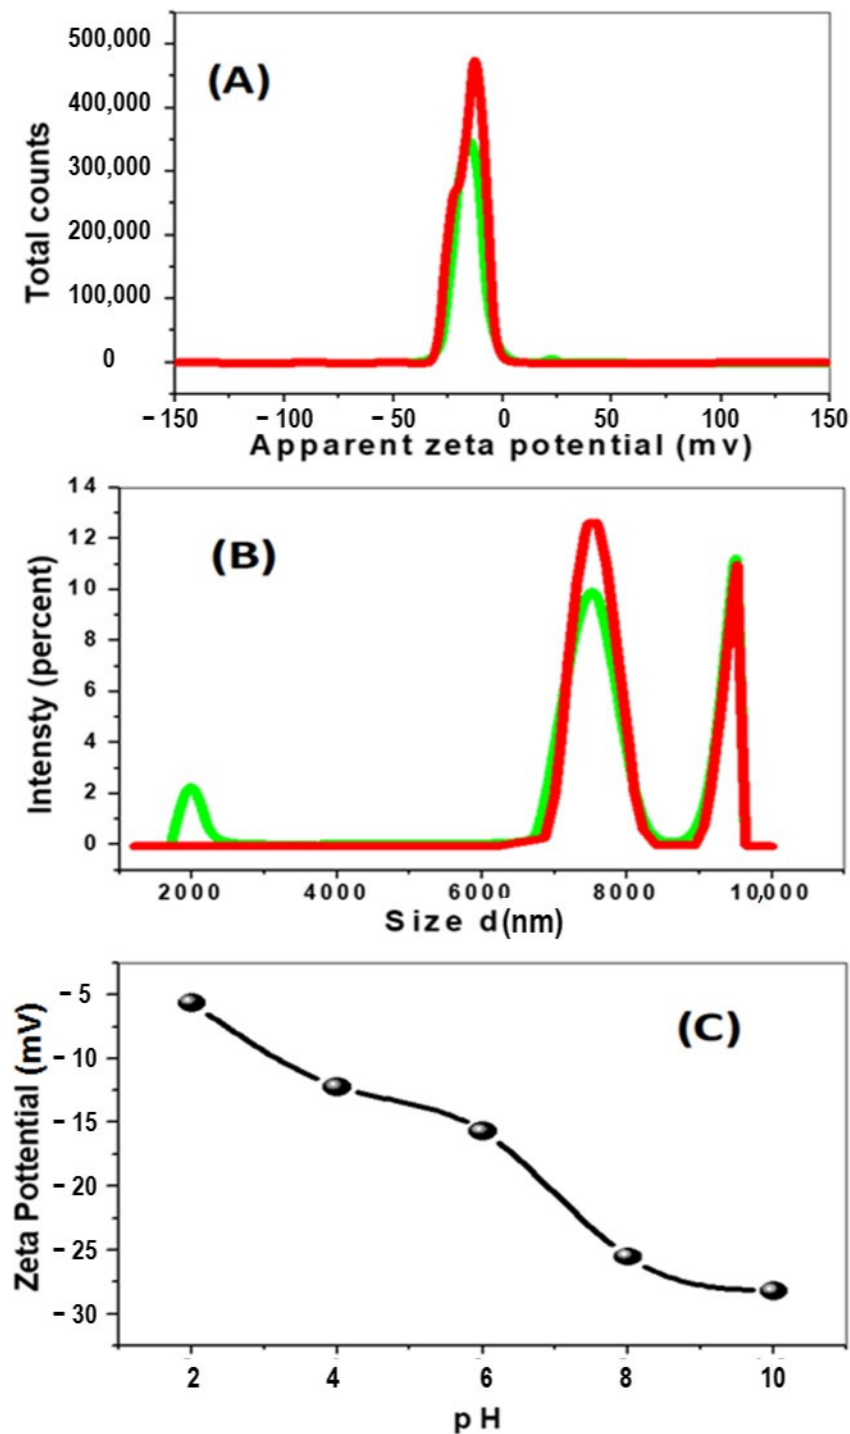 500,000
(A)
400,000
300,000
200,000
100,000
0
Total counts
-150 -100 -50 0 50 100 150
Apparent zeta potential (mv)
14
12
(B)
10
8
6
4
2
0
Intensty (percent)
2000 4000 6000 8000 10,000
Size d(nm)
-5
(C)
-10
-15
-20
-25
-30
Zeta Pottential (mV)
2 4 6 8 10
pH